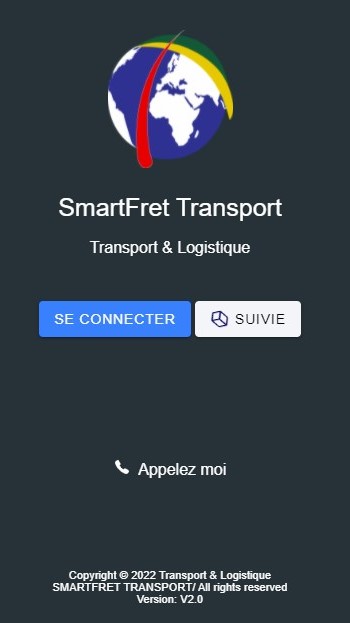 SmartFret Transport
Transport & Logistique
SE CONNECTER
SUIVIE
Appelez moi
Copyright © 2022 Transport & Logistique
SMARTFRET TRANSPORT/ All rights reserved
Version: V2.0